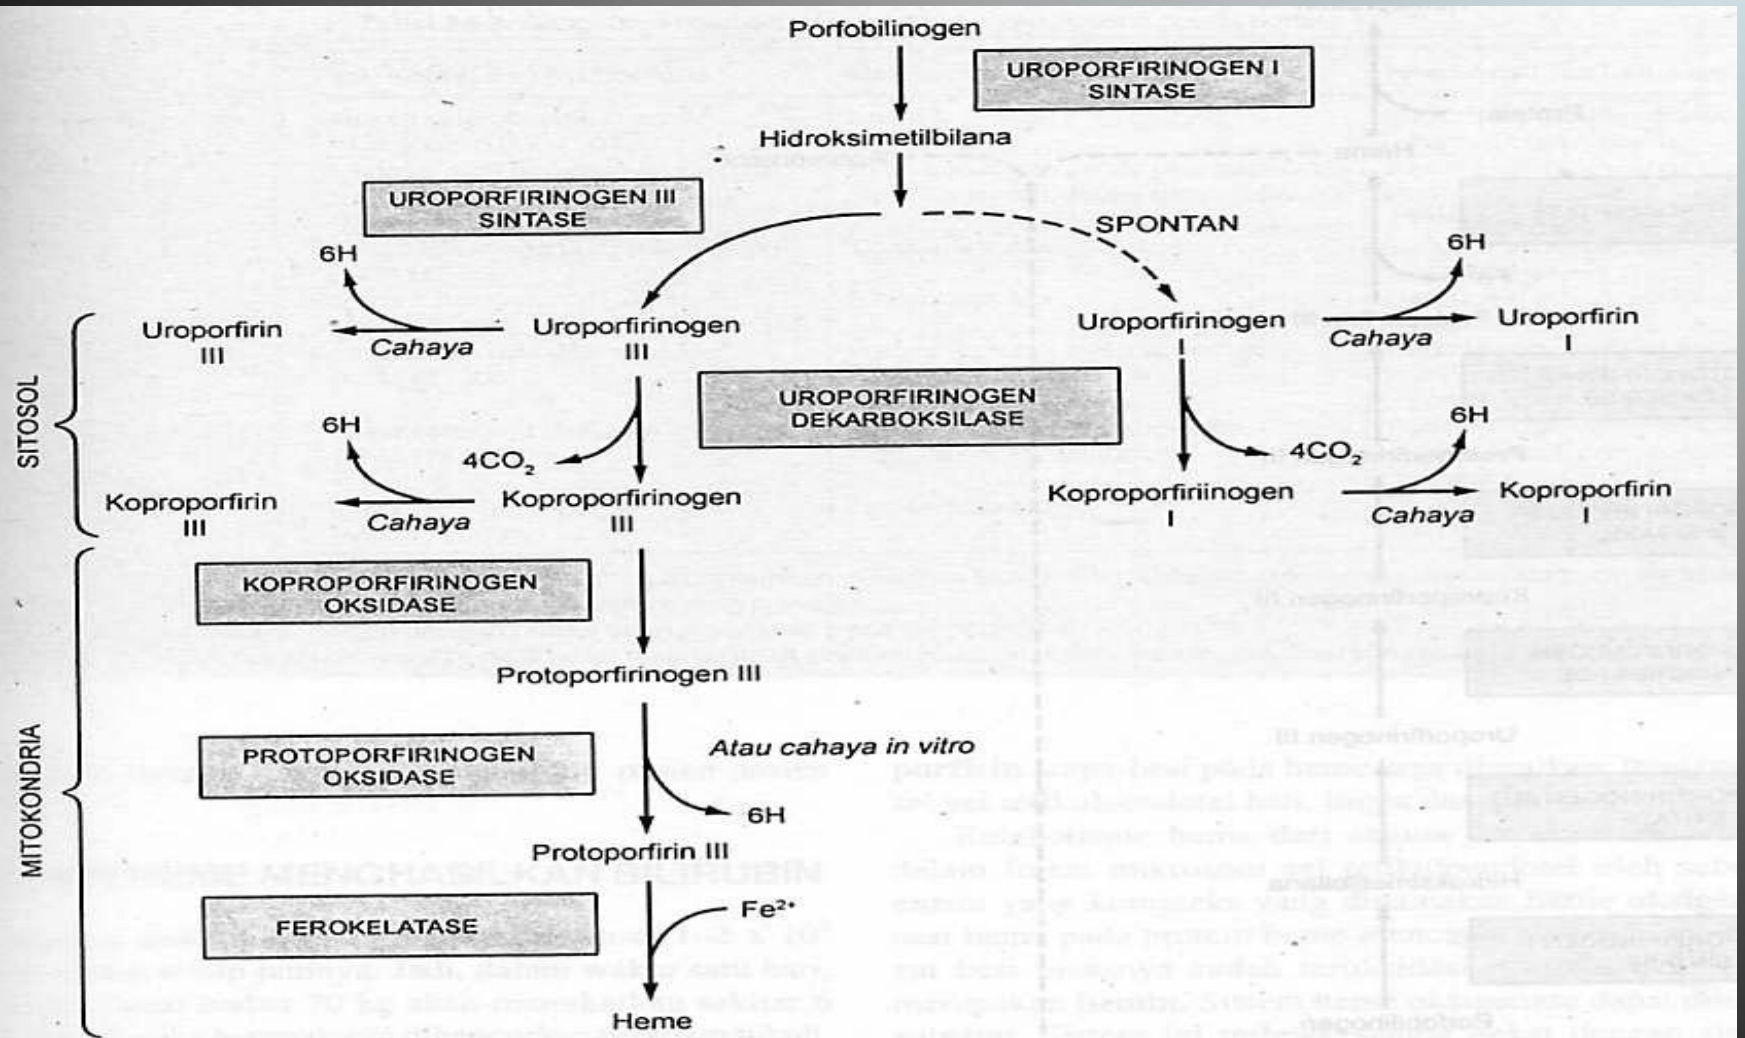 Porfobilinogen
UROPORFIRINOGEN I
SINTASE
Hidroksimetilbilana
UROPORFIRINOGEN III
SINTASE
SPONTAN
6H
6H
Uroporfirin
III
Cahaya
Uroporfirinogen
III
Uroporfirinogen
I
Cahaya
Uroporfirin
I
SITOSOL
UROPORFIRINOGEN
DEKARBOKSILASE
6H
4CO₂
4CO₂
6H
Koproporfirin
III
Cahaya
Koproporfirinogen
III
Koproporfiriinogen
I
Cahaya
Koproporfirin
I
MITOKONDRIA
KOPROPORFIRINOGEN
OKSIDASE
Protoporfirinogen III
PROTOPORFIRINOGEN
OKSIDASE
Atau cahaya in vitro
6H
Protoporfirin III
FEROKELATASE
Fe²⁺
Heme